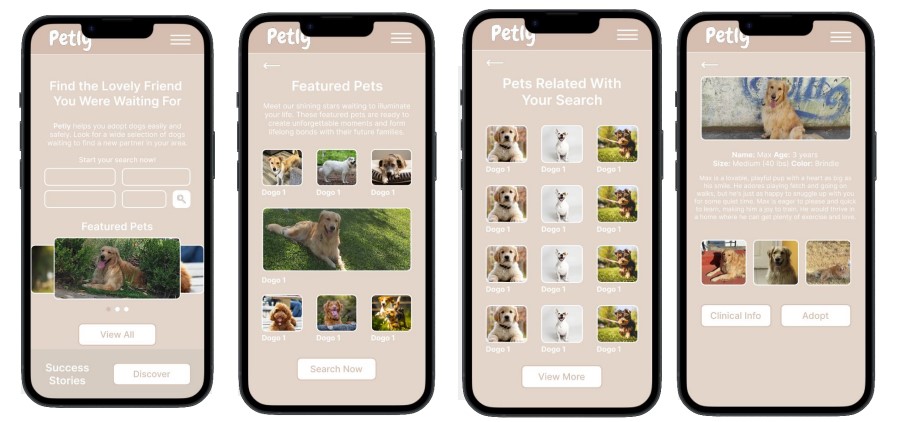 Petly
Find the Lovely Friend
You Were Waiting For
Petly helps you adopt dogs easily and
safely. Look for a wide selection of dogs
waiting to find a new partner in your area.
Start your search now!
Featured Pets
View All
Success
Stories
Discover
Petly
Featured Pets
Meet our shining stars waiting to illuminate
your life. These featured pets are ready to
create unforgettable moments and form
lifelong bonds with their future families.
Dogo 1 Dogo 1 Dogo 1
Dogo 1
Dogo 1 Dogo 1 Dogo 1
Search Now
Petly
Pets Related With
Your Search
Dogo 1 Dogo 1 Dogo 1
Dogo 1 Dogo 1 Dogo 1
Dogo 1 Dogo 1 Dogo 1
Dogo 1 Dogo 1 Dogo 1
View More
Petly
Name: Max Age: 3 years
Size: Medium (40 lbs) Color: Brindle
Max is a lovable, playful pup with a heart as big as
his smile. He adores playing fetch and going on
walks, but he's just as happy to snuggle up with you
for some quiet time. Max is eager to please and quick
to learn, making him a joy to train. He would thrive in
a home where he can get plenty of exercise and love.
Clinical Info
Adopt